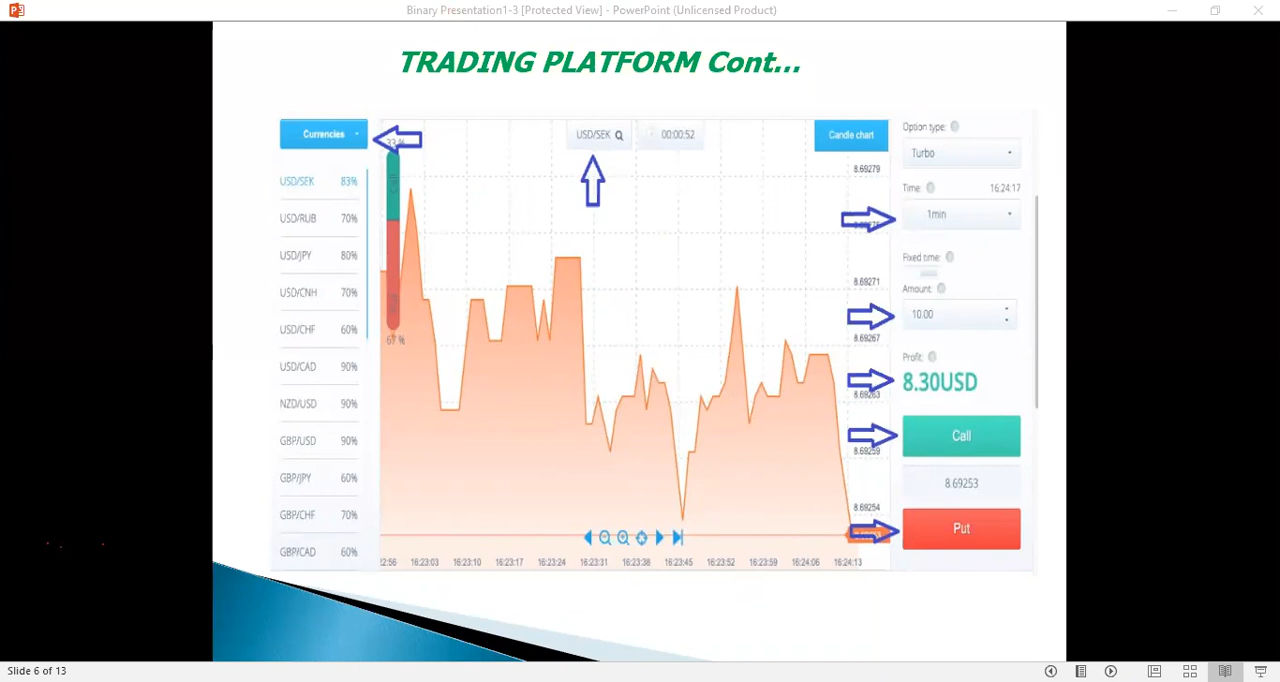 Binary Presentation1-3 [Protected View] - PowerPoint (Unlicensed Product)
TRADING PLATFORM Cont...
Currencies
USD/SEK 83%
USD/RUB 70%
USD/JPY 80%
USD/CNH 70%
USD/CHF 60%
USD/CAD 90%
NZD/USD 90%
GBP/USD 90%
GBP/JPY 60%
GBP/CHF 70%
GBP/CAD 60%
33 %
Call
67 %
USD/SEK
00:00:52
Candle chart
8.69279
8.69271
8.69267
8.69263
8.69259
8.69254
16:23:03 16:23:10 16:23:17 16:23:24 16:23:31 16:23:38 16:23:45 16:23:52 16:23:59 16:24:06 16:24:13
Option type:
Turbo
Time: 16:24:17
1min
Fixed time:
Amount:
10.00
Profit:
8.30USD
Call
8.69253
Put
Slide 6 of 13